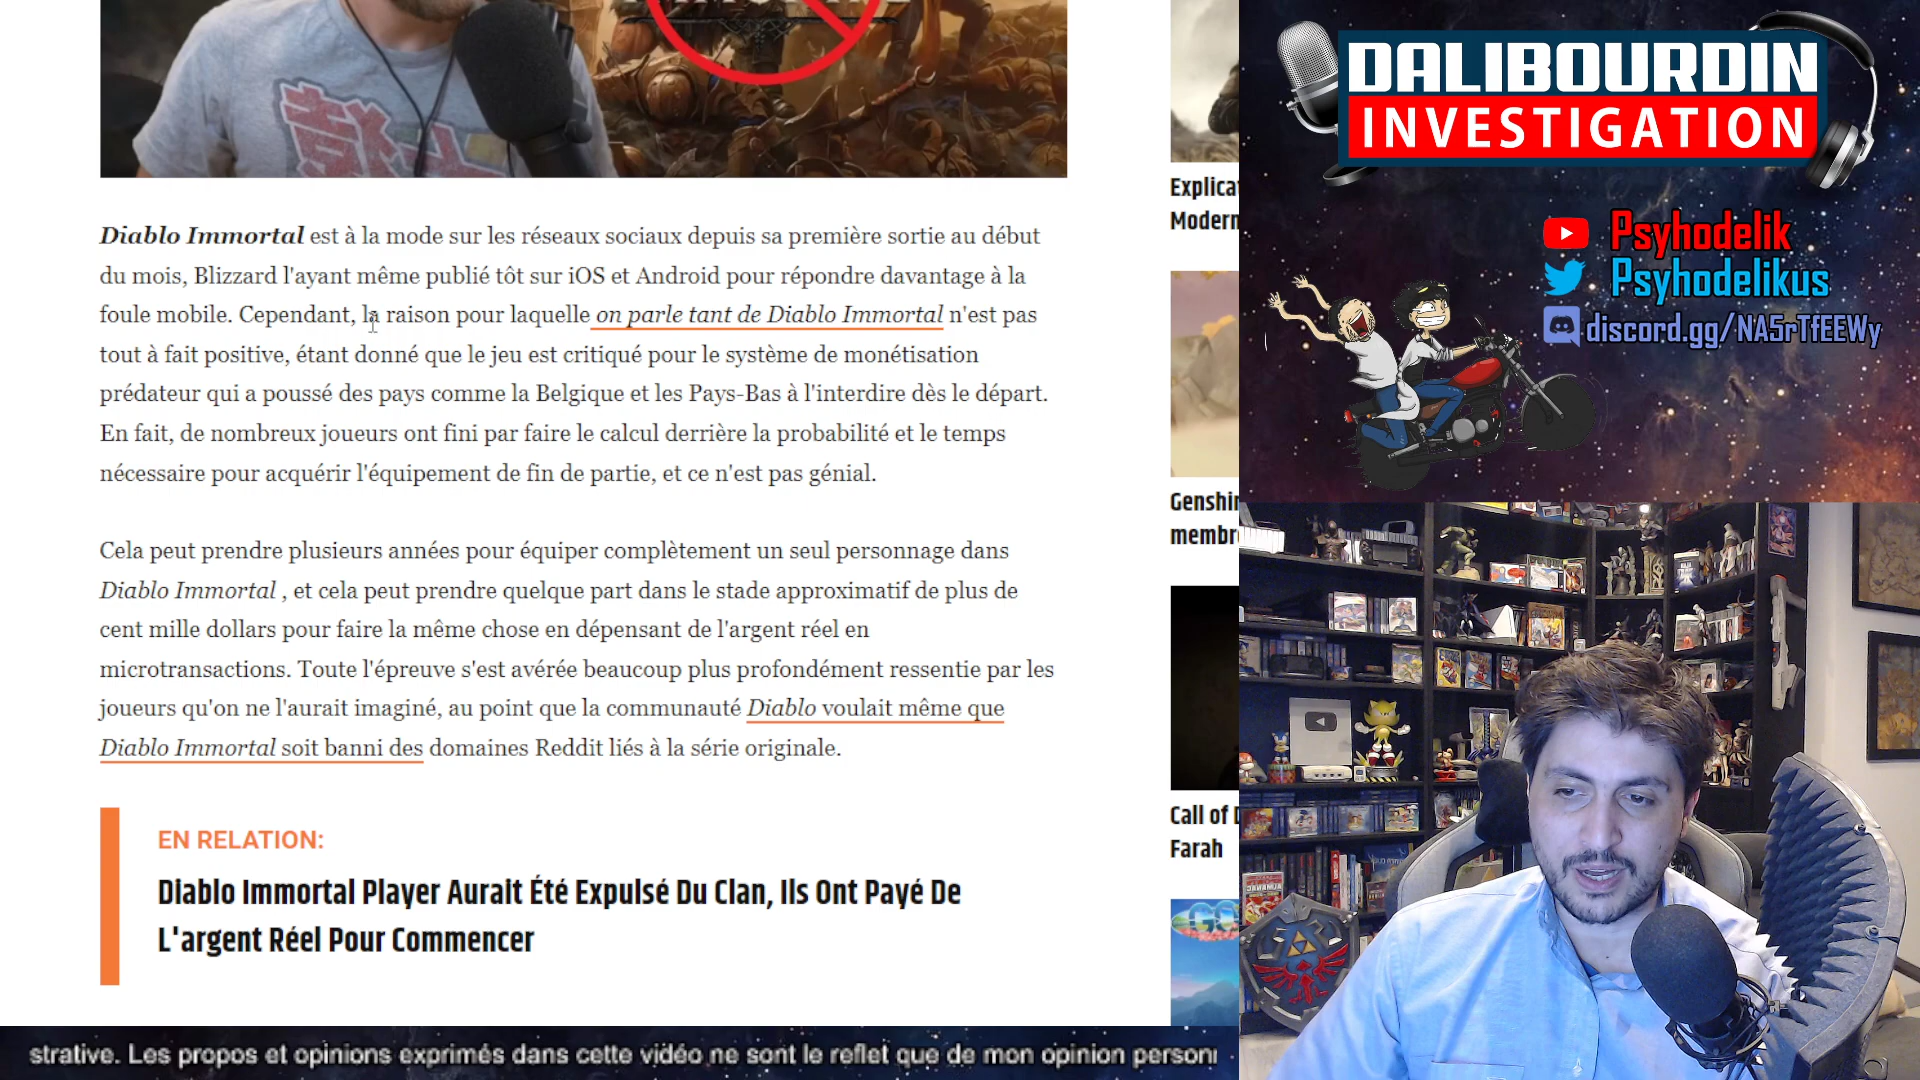 Diablo Immortal est à la mode sur les réseaux sociaux depuis sa première sortie au début
du mois, Blizzard l'ayant même publié tôt sur iOS et Android pour répondre davantage à la
foule mobile. Cependant, la raison pour laquelle on parle tant de Diablo Immortal n'est pas
tout à fait positive, étant donné que le jeu est critiqué pour le système de monétisation
prédateur qui a poussé des pays comme la Belgique et les Pays-Bas à l'interdire dès le départ.
En fait, de nombreux joueurs ont fini par faire le calcul derrière la probabilité et le temps
nécessaire pour acquérir l'équipement de fin de partie, et ce n'est pas génial.
Cela peut prendre plusieurs années pour équiper complètement un seul personnage dans
Diablo Immortal , et cela peut prendre quelque part dans le stade approximatif de plus de
cent mille dollars pour faire la même chose en dépensant de l'argent réel en
microtransactions. Toute l'épreuve s'est avérée beaucoup plus profondément ressentie par les
joueurs qu'on ne l'aurait imaginé, au point que la communauté Diablo voulait même que
Diablo Immortal soit banni des domaines Reddit liés à la série originale.
EN RELATION:
Diablo Immortal Player Aurait Été Expulsé Du Clan, Ils Ont Payé De
L'argent Réel Pour Commencer
Explica
Modern
Genshi
membr
Call of D
Farah
DALIBOURDIN
INVESTIGATION
Psyhodelik
Psyhodelikus
discord.gg/NA5rTfEEWy
strative. Les propos et opinions exprimés dans cette vidéo ne sont le reflet que de mon opinion person